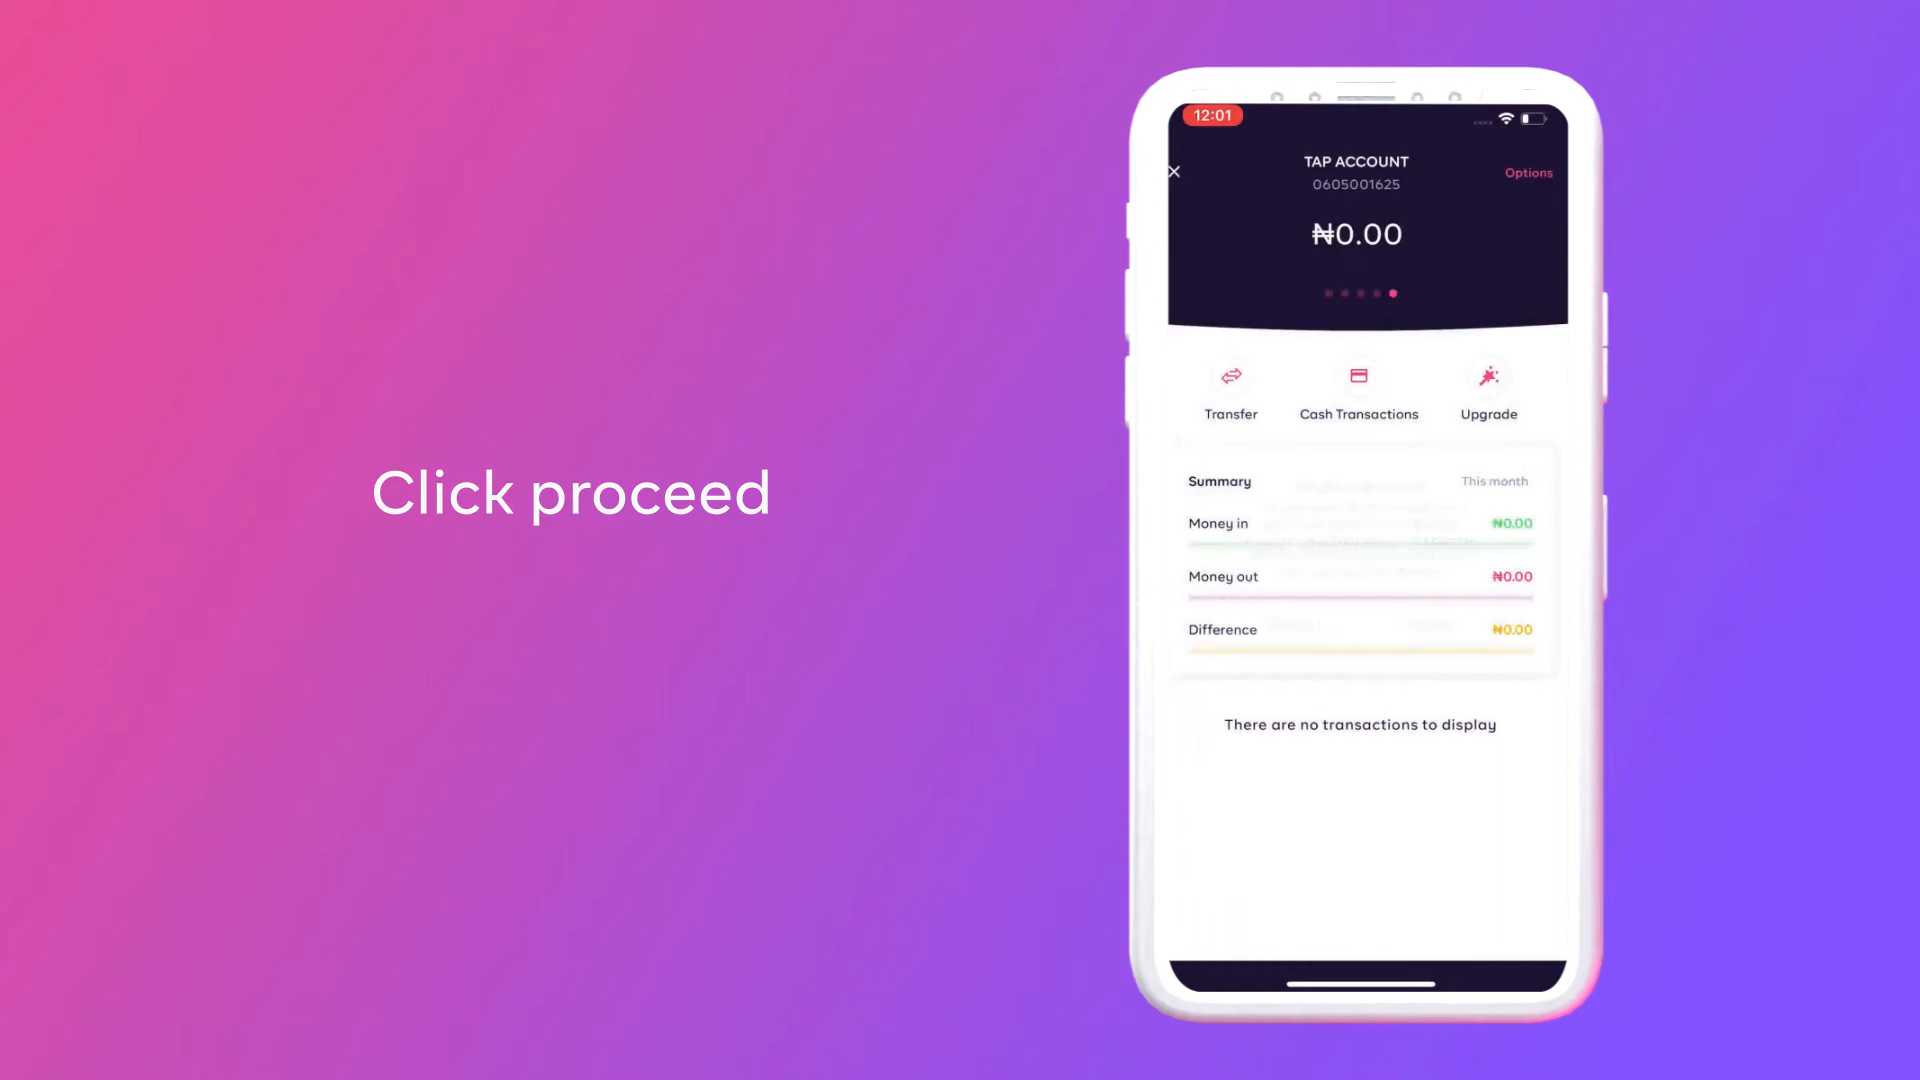 Click proceed
12:01
TAP ACCOUNT
0605001625
Options
₦0.00
Transfer
Cash Transactions
Upgrade
Summary
This month
Money in
₦0.00
Money out
₦0.00
Difference
₦0.00
There are no transactions to display